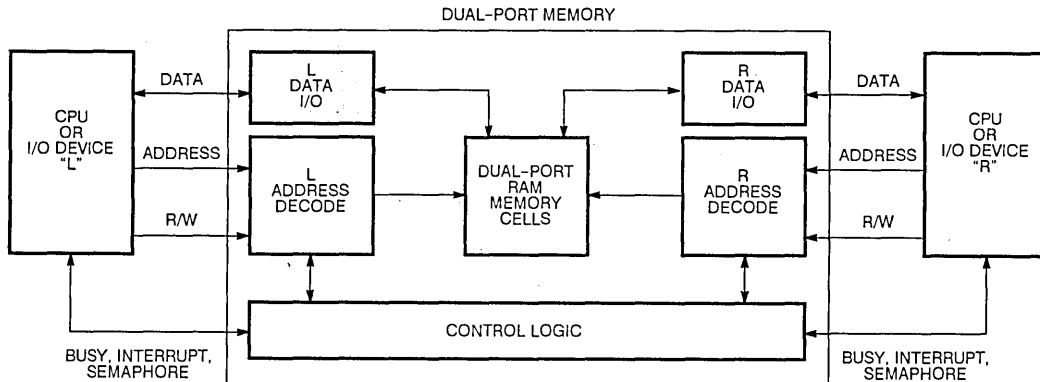 DUAL-PORT MEMORY
CPU
OR
I/O DEVICE
"L"
DATA
ADDRESS
R/W
L
DATA
I/O
L
ADDRESS
DECODE
DUAL-PORT
RAM
MEMORY
CELLS
R
DATA
I/O
R
ADDRESS
DECODE
DATA
ADDRESS
R/W
CPU
OR
I/O DEVICE
"R"
CONTROL LOGIC
BUSY, INTERRUPT,
SEMAPHORE
BUSY, INTERRUPT,
SEMAPHORE